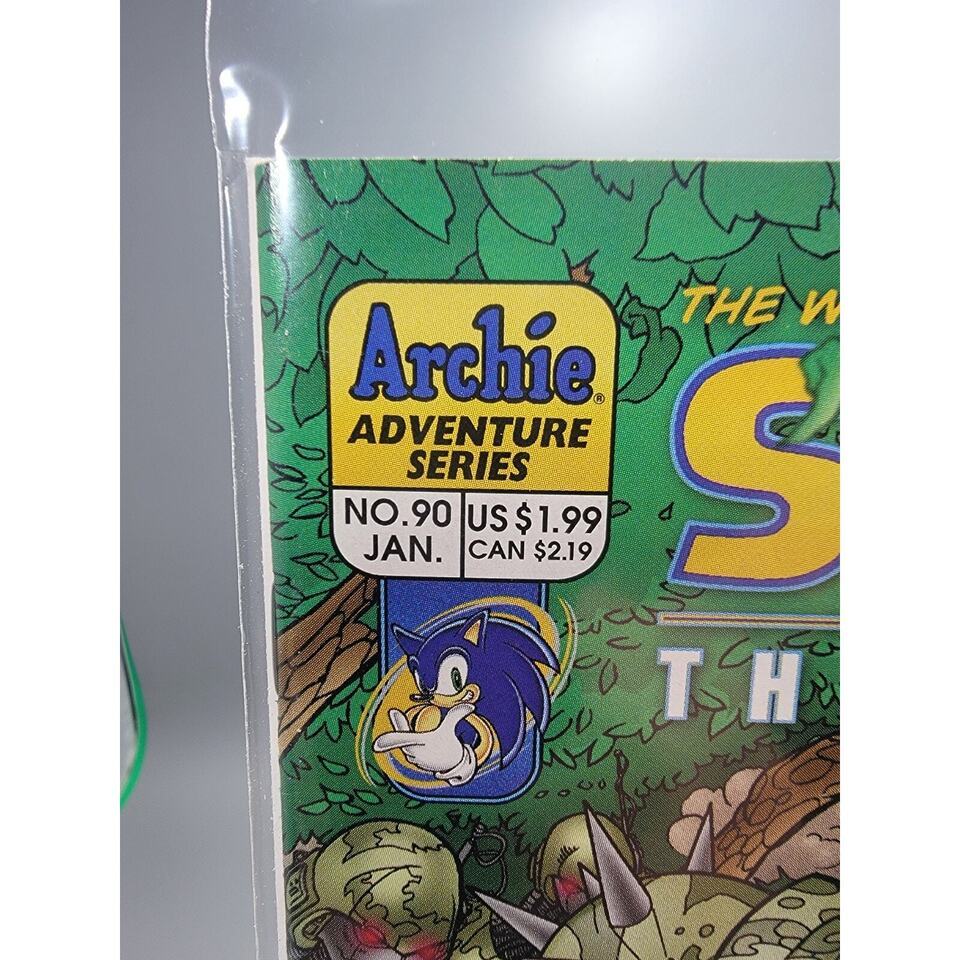 Archie®
ADVENTURE
SERIES
NO.90
JAN.
US $1.99
CAN $2.19
THE W
S
TH